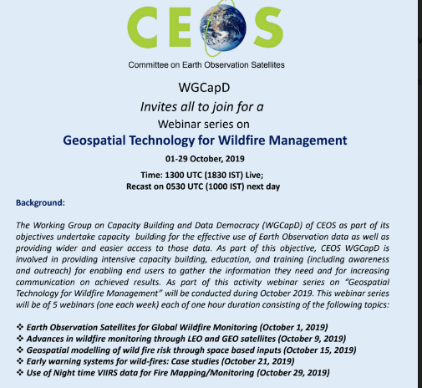 CEOS
Committee on Earth Observation Satellites
WGCapD
Invites all to join for a
Webinar series on
Geospatial Technology for Wildfire Management
01-29 October, 2019
Time: 1300 UTC (1830 IST) Live;
Recast on 0530 UTC (1000 IST) next day
Background:
The Working Group on Capacity Building and Data Democracy (WGCapD) of CEOS as part of its
objectives undertake capacity building for the effective use of Earth Observation data as well as
providing wider and easier access to those data. As part of this objective, CEOS WGCapD is
involved in providing intensive capacity building, education, and training (including awareness
and outreach) for enabling end users to gather the information they need and for increasing
communication on achieved results. As part of this activity webinar series on "Geospatial
Technology for Wildfire Management" will be conducted during October 2019. This webinar series
will be of 5 webinars (one each week) each of one hour duration consisting of the following topics:
❖ Earth Observation Satellites for Global Wildfire Monitoring (October 1, 2019)
❖ Advances in wildfire monitoring through LEO and GEO satellites (October 9, 2019)
❖ Geospatial modelling of wild fire risk through space based inputs (October 15, 2019)
❖ Early warning systems for wild-fires: Case studies (October 21, 2019)
❖ Use of Night time VIIRS data for Fire Mapping/Monitoring (October 29, 2019)